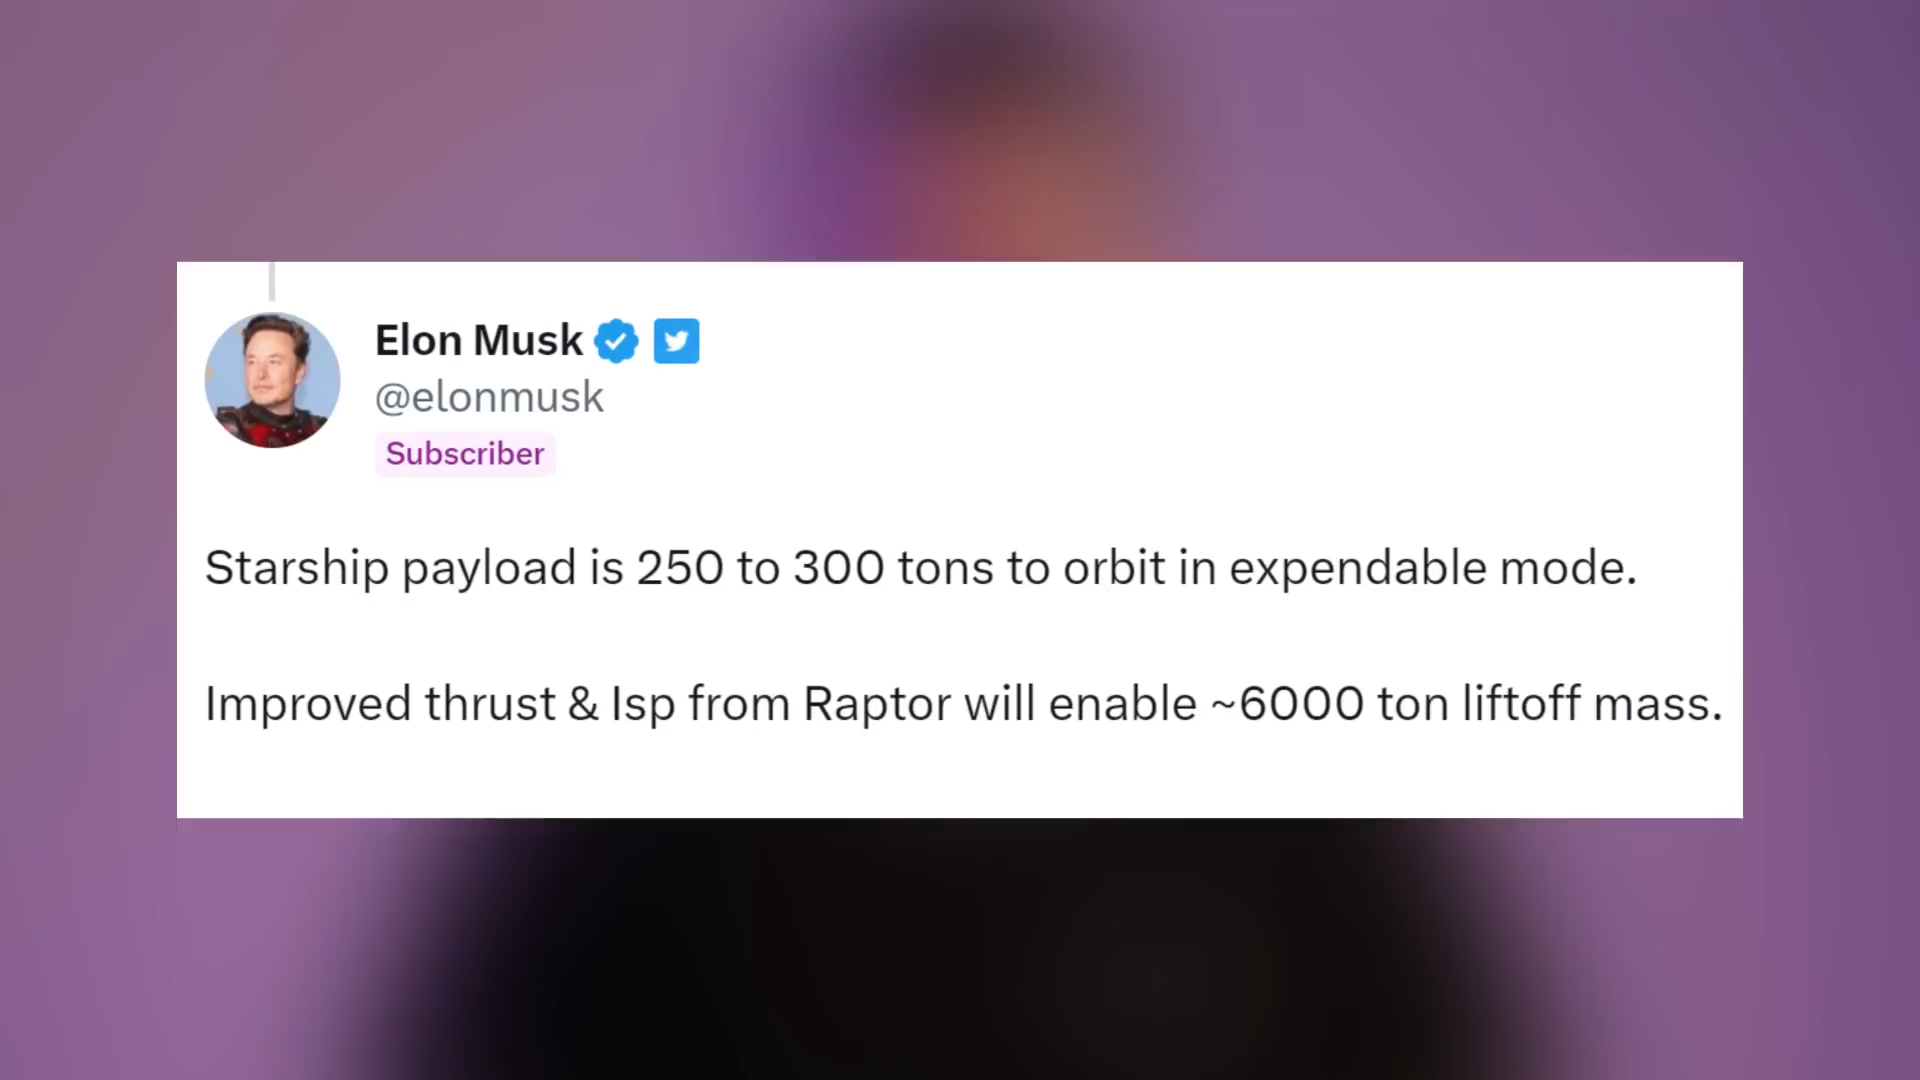 Elon Musk
@elonmusk
Subscriber
Starship payload is 250 to 300 tons to orbit in expendable mode.
Improved thrust & Isp from Raptor will enable ~6000 ton liftoff mass.